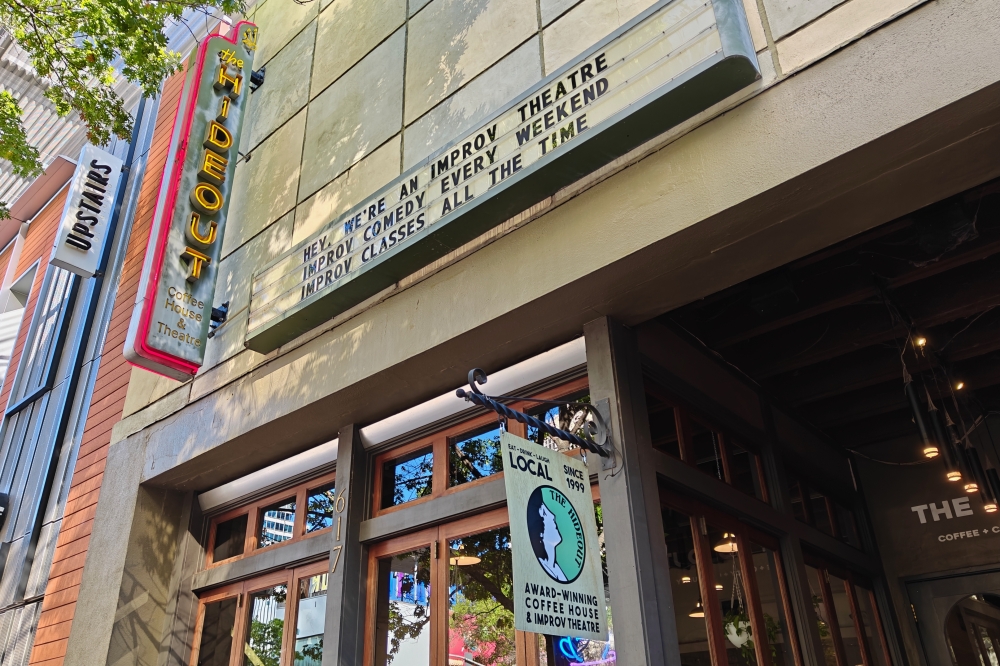 the
HIDEOUT
Coffee
House
&
Theatre
UPSTAIRS
HEY, WE'RE AN IMPROV THEATRE
IMPROV COMEDY EVERY WEEKEND
IMPROV CLASSES ALL THE TIME
617
EAT-DRINK-LAUGH
LOCAL SINCE
1999
THE HIDEOUT
AWARD-WINNING
COFFEE HOUSE
& IMPROV THEATRE
THE
COFFEE + C